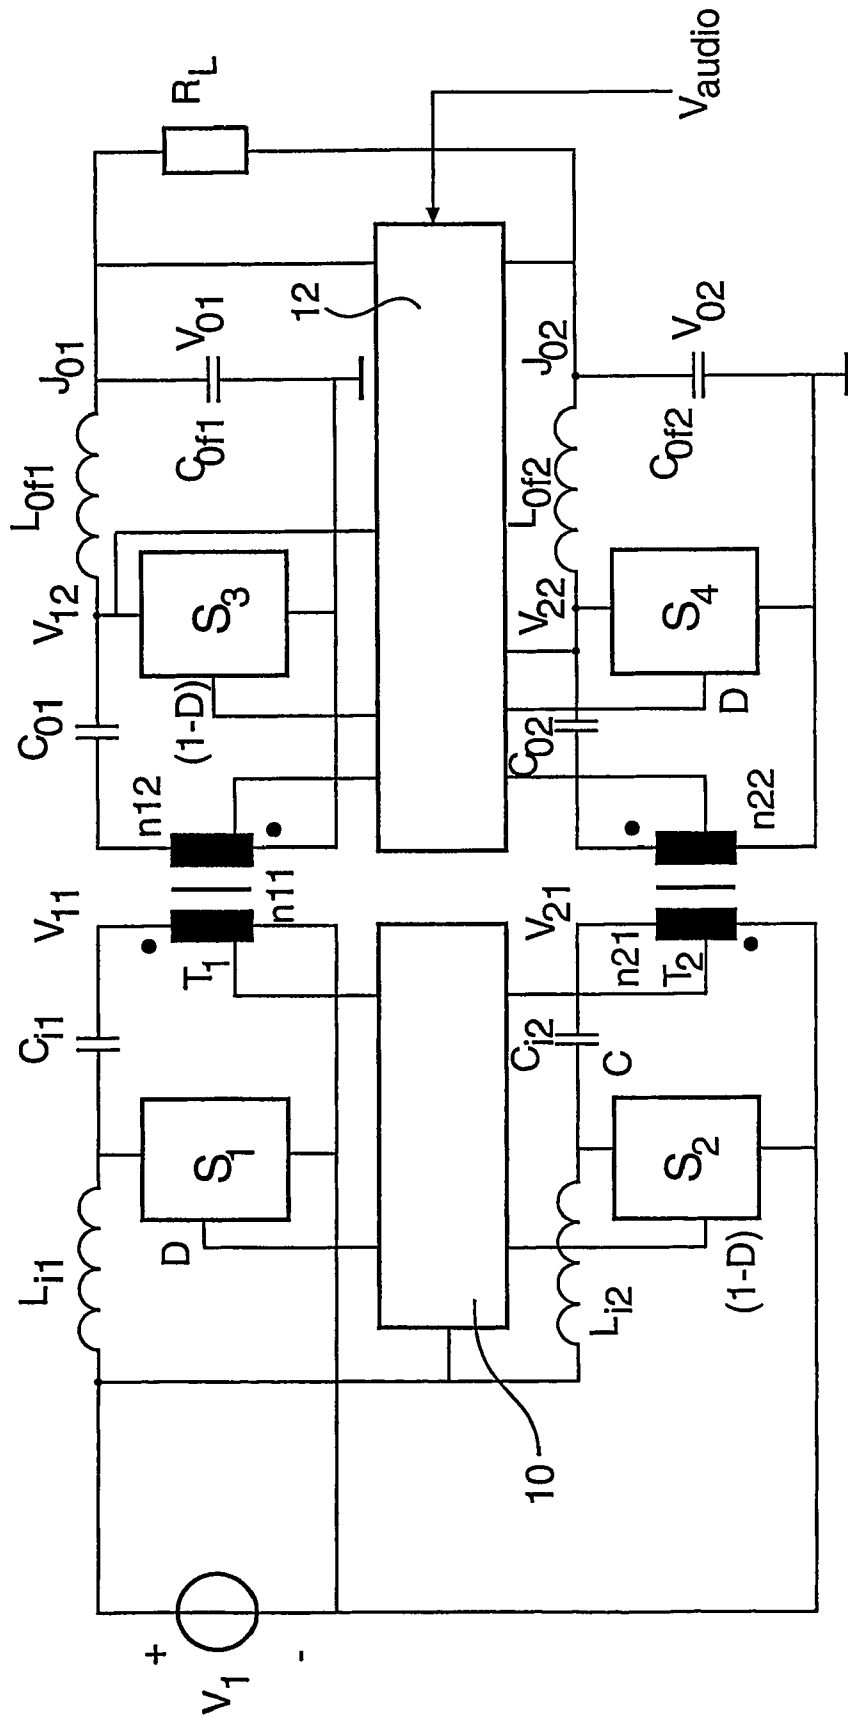 V1
+
-
Li1
D
S1
Ci1
V11
T1
n11
n12
C01
(1-D)
V12
S3
L0f1
C0f1
V01
J01
RL
10
12
Vaudio
Li2
(1-D)
S2
Ci2
C
V21
n21
T2
n22
C02
D
V22
S4
L0f2
C0f2
V02
J02